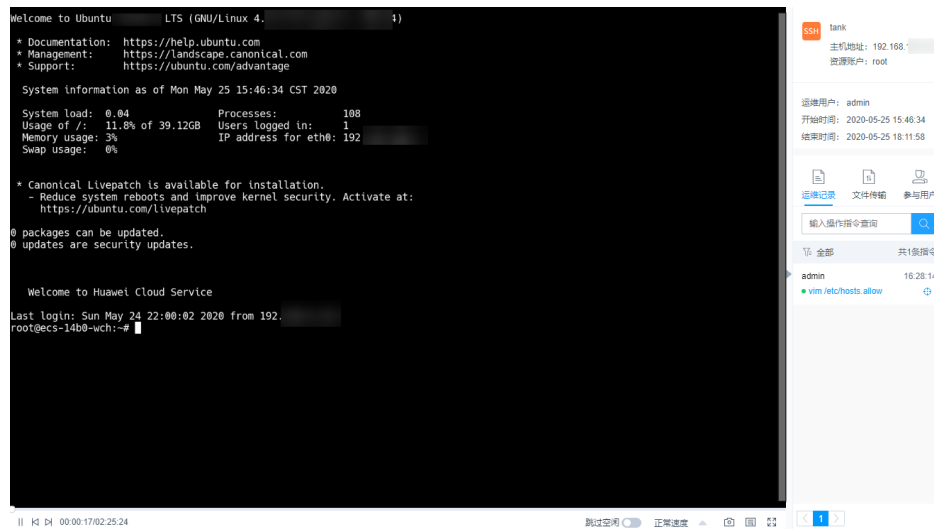 Welcome to Ubuntu LTS (GNU/Linux 4. 4)
* Documentation: https://help.ubuntu.com
* Management: https://landscape.canonical.com
* Support: https://ubuntu.com/advantage
System information as of Mon May 25 15:46:34 CST 2020
System load: 0.04 Processes: 108
Usage of /: 11.8% of 39.12GB Users logged in: 1
Memory usage: 3% IP address for eth0: 192
Swap usage: 0%
* Canonical Livepatch is available for installation.
- Reduce system reboots and improve kernel security. Activate at:
https://ubuntu.com/livepatch
0 packages can be updated.
0 updates are security updates.
Welcome to Huawei Cloud Service
Last login: Sun May 24 22:00:02 2020 from 192.
root@ecs-14b0-wch:~#
00:00:17/02:25:24
跳过空闲 正常速度
SSH tank
主机地址: 192.168.
资源账户: root
运维用户: admin
开始时间: 2020-05-25 15:46:34
结束时间: 2020-05-25 18:11:58
运维记录 文件传输 参与用户
输入操作指令查询
全部 共1条指令
admin 16:28:14
vim /etc/hosts.allow
1